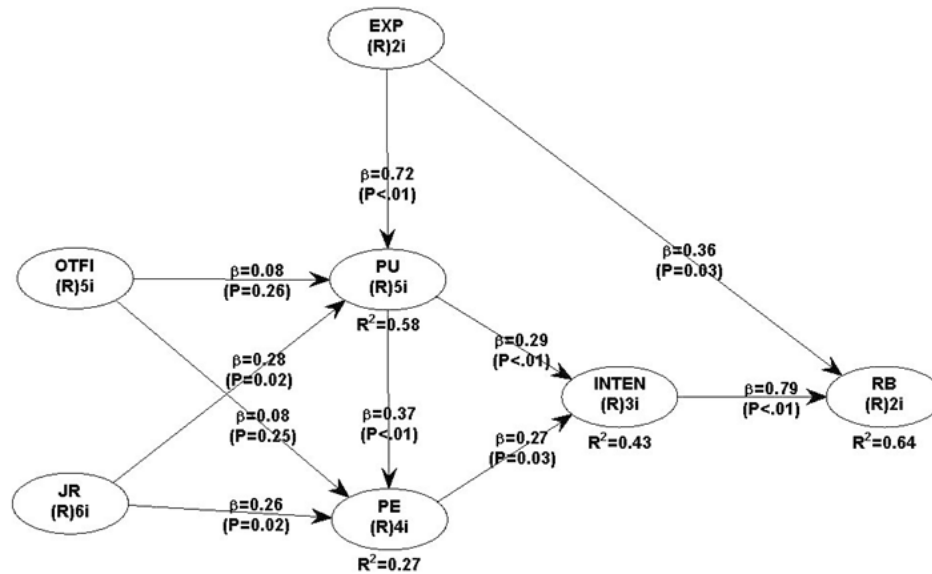 EXP
(R)2i
β=0.72
(P<.01)
β=0.36
(P=0.03)
OTFI
(R)5i
β=0.08
(P=0.26)
PU
(R)5i
R²=0.58
β=0.29
(P<.01)
β=0.28
(P=0.02)
β=0.08
(P=0.25)
β=0.37
(P<.01)
INTEN
(R)3i
R²=0.43
β=0.79
(P<.01)
RB
(R)2i
R²=0.64
β=0.27
(P=0.03)
JR
(R)6i
β=0.26
(P=0.02)
PE
(R)4i
R²=0.27